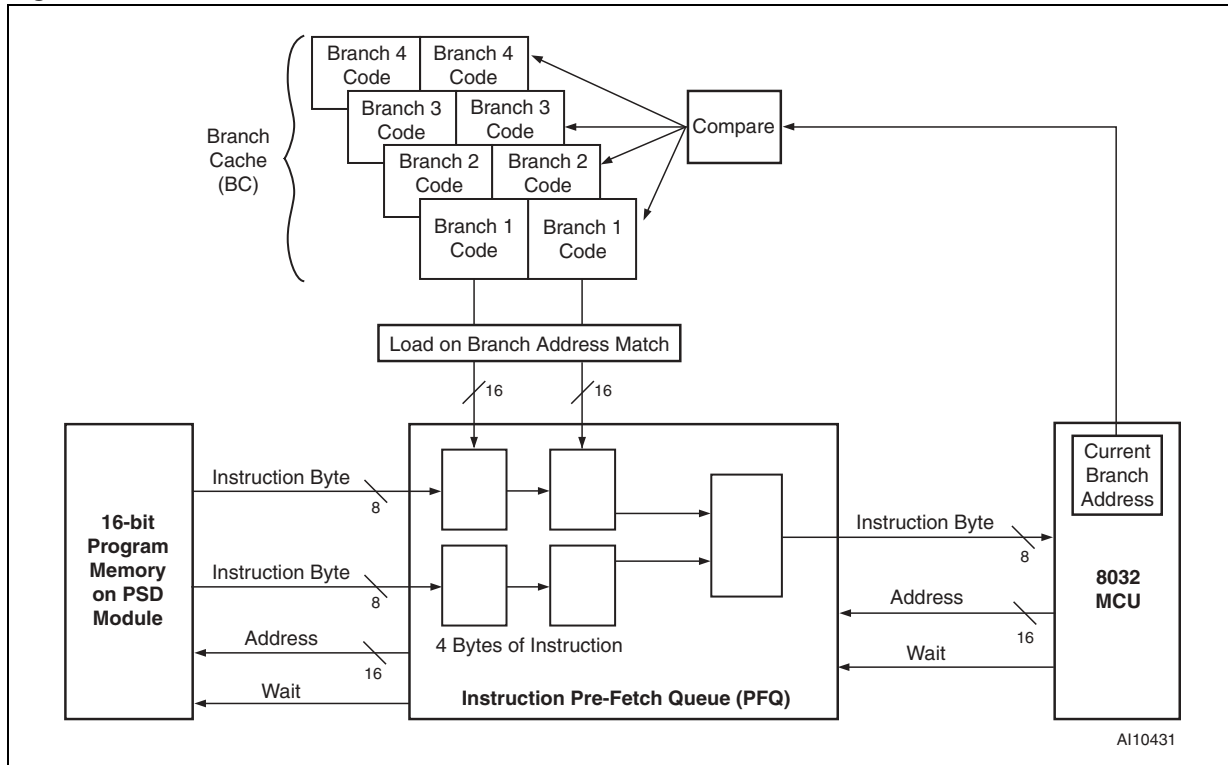 Branch 4
Code
Branch 4
Code
Branch 3
Code
Branch 3
Code
Branch 2
Code
Branch 2
Code
Branch 1
Code
Branch 1
Code
Branch
Cache
(BC)
Compare
Load on Branch Address Match
16
16
16-bit
Program
Memory
on PSD
Module
Instruction Byte
8
Instruction Byte
8
Address
16
Wait
4 Bytes of Instruction
Instruction Pre-Fetch Queue (PFQ)
Instruction Byte
8
Address
16
Wait
Current
Branch
Address
8032
MCU
AI10431